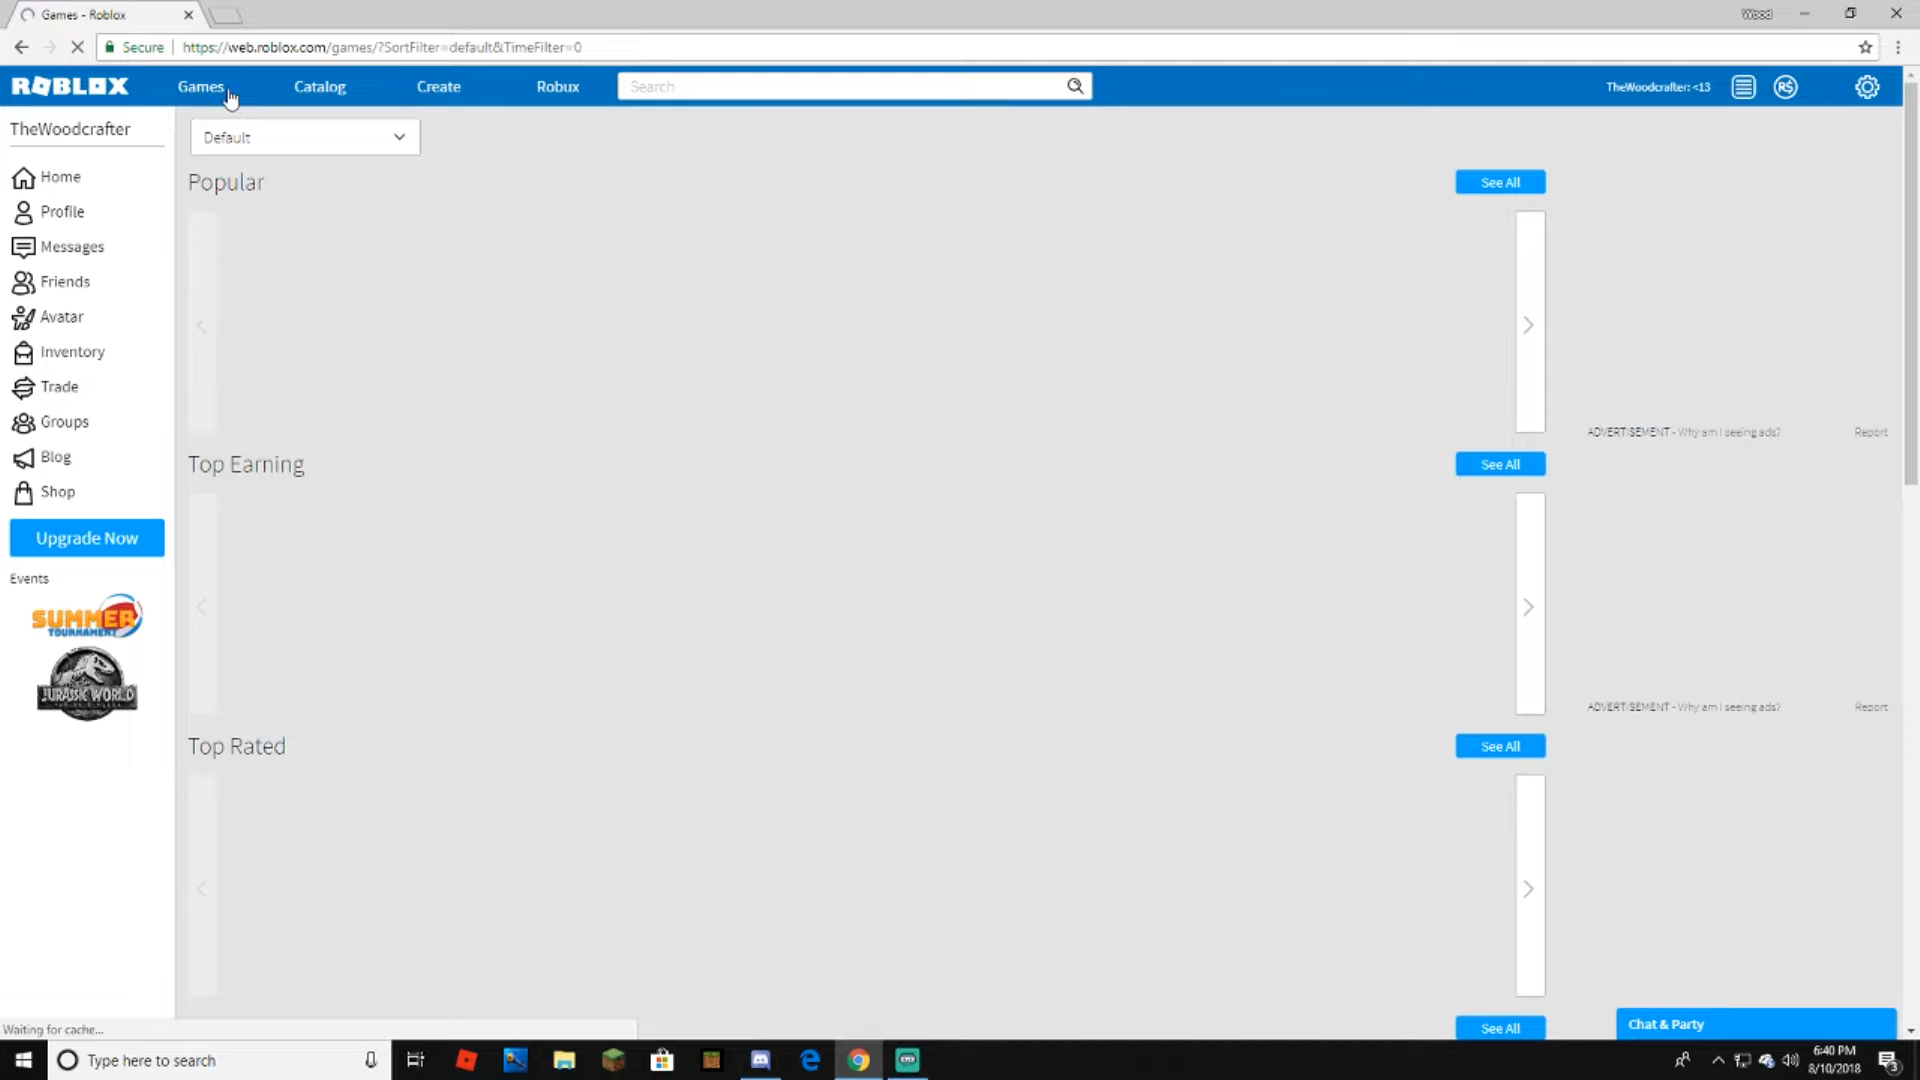 Games - Roblox
Wood
Secure https://web.roblox.com/games/?SortFilter=default&TimeFilter=0
ROBLOX
Games
Catalog
Create
Robux
Search
TheWoodcrafter: <13
R$
TheWoodcrafter
Home
Profile
Messages
Friends
Avatar
Inventory
Trade
Groups
Blog
Shop
Upgrade Now
Events
SUMMER
TOURNAMENT
JURASSIC WORLD
Default
Popular
See All
ADVERTISEMENT - Why am I seeing ads?
Report
Top Earning
See All
ADVERTISEMENT - Why am I seeing ads?
Report
Top Rated
See All
See All
Chat & Party
Waiting for cache...
Type here to search
6:40 PM
8/10/2018
3